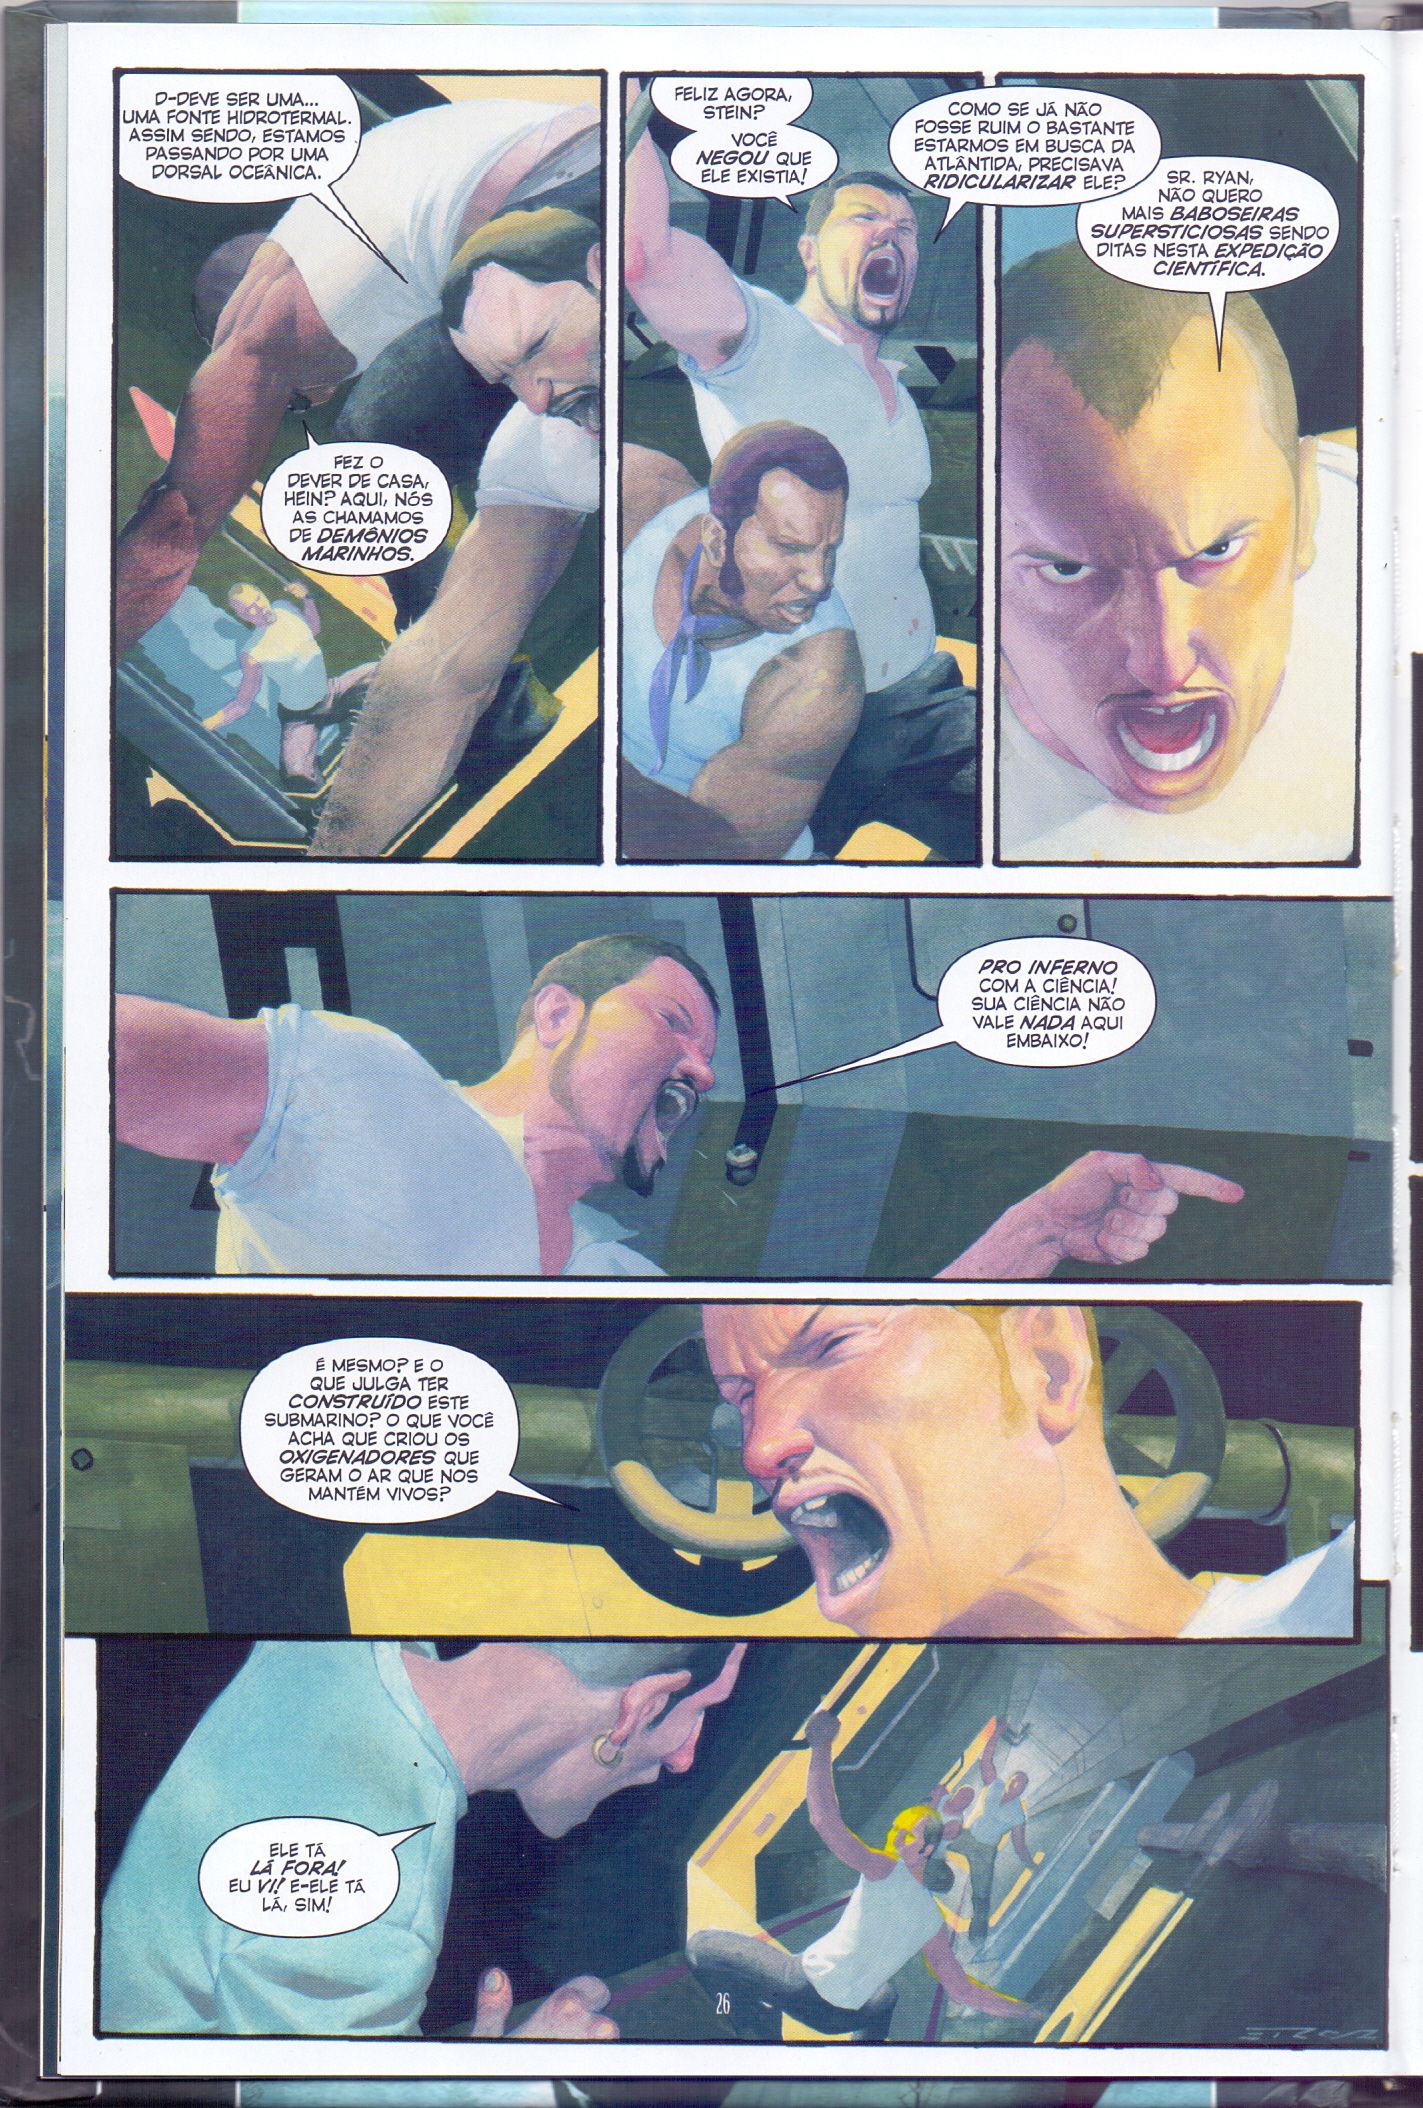 D-DEVE SER UMA...
UMA FONTE HIDROTERMAL.
ASSIM SENDO, ESTAMOS
PASSANDO POR UMA
DORSAL OCEÂNICA.
FEZ O
DEVER DE CASA,
HEIN? AQUI, NÓS
AS CHAMAMOS
DE DEMÔNIOS
MARINHOS.
FELIZ AGORA,
STEIN?
VOCÊ
NEGOU QUE
ELE EXISTIA!
COMO SE JÁ NÃO
FOSSE RUIM O BASTANTE
ESTARMOS EM BUSCA DA
ATLÂNTIDA, PRECISAVA
RIDICULARIZAR ELE?
SR. RYAN,
NÃO QUERO
MAIS BABOSEIRAS
SUPERSTICIOSAS SENDO
DITAS NESTA EXPEDIÇÃO
CIENTÍFICA.
PRO INFERNO
COM A CIÊNCIA!
SUA CIÊNCIA NÃO
VALE NADA AQUI
EMBAIXO!
É MESMO? E O
QUE JULGA TER
CONSTRUÍDO ESTE
SUBMARINO? O QUE VOCÊ
ACHA QUE CRIOU OS
OXIGENADORES QUE
GERAM O AR QUE NOS
MANTÉM VIVOS?
ELE TÁ
LÁ FORA!
EU VI! E-ELE TÁ
LÁ, SIM!
26